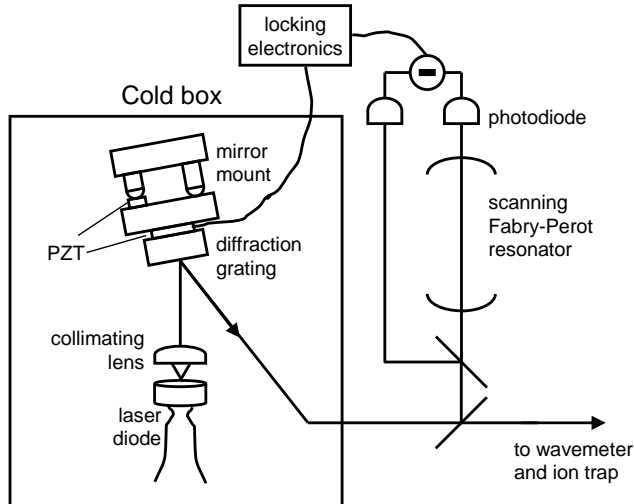 locking
electronics
Cold box
photodiode
mirror
mount
scanning
Fabry-Perot
resonator
PZT
diffraction
grating
collimating
lens
laser
diode
to wavemeter
and ion trap